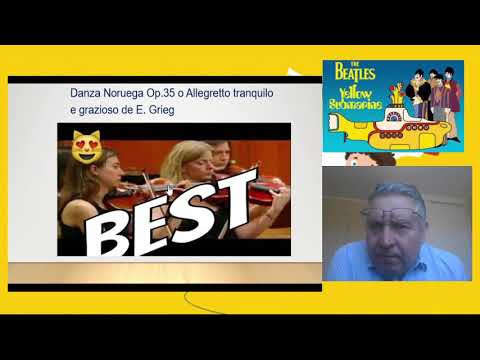 Danza Noruega Op.35 o Allegretto tranquilo
e grazioso de E. Grieg
BEST
THE
BEATLES
Yellow
Submarine